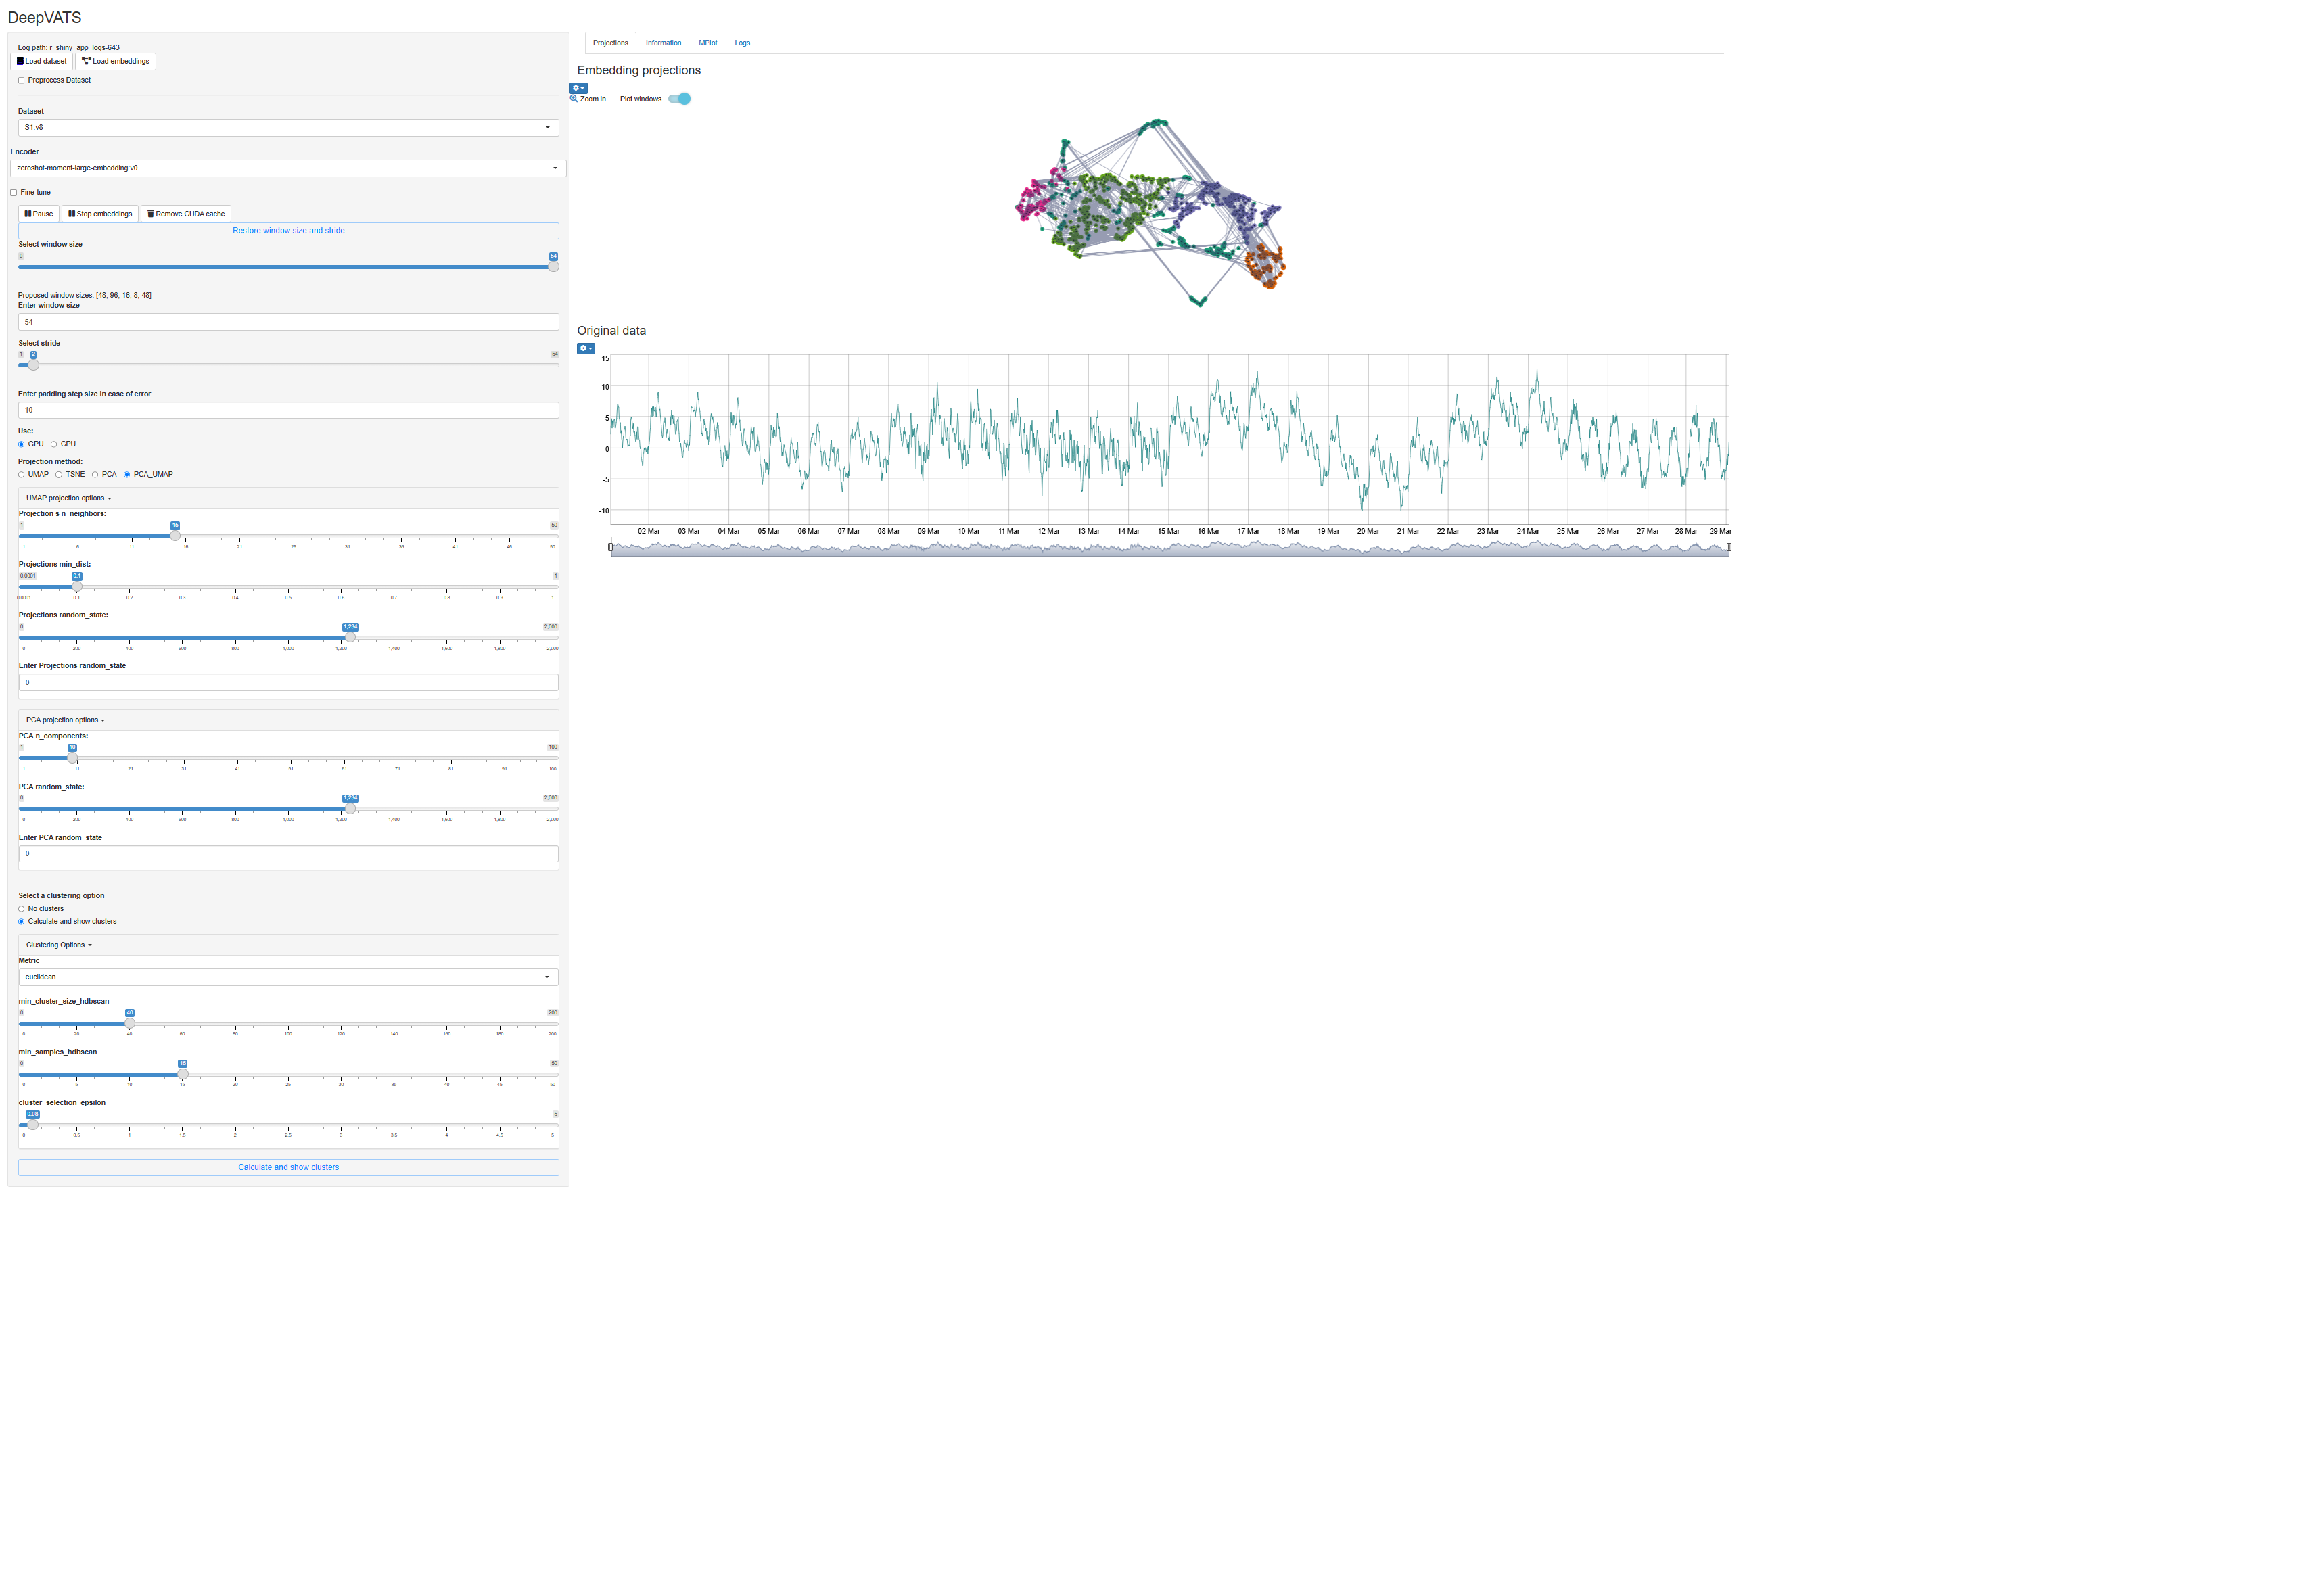 DeepVATS
Log path: r_shiny_app_logs-643
Load dataset Load embeddings
Preprocess Dataset
Dataset
S1:v8
Encoder
zeroshot-moment-large-embedding:v0
Fine-tune
Pause Stop embeddings Remove CUDA cache
Restore window size and stride
Select window size
0 54
Proposed window sizes: [48, 96, 16, 8, 48]
Enter window size
54
Select stride
1 2 54
Enter padding step size in case of error
10
Use:
GPU CPU
Projection method:
UMAP TSNE PCA PCA_UMAP
UMAP projection options
Projection s n_neighbors:
1 15 50
1 6 11 16 21 26 31 36 41 46 50
Projections min_dist:
0.0001 0.1 1
0.0001 0.1 0.2 0.3 0.4 0.5 0.6 0.7 0.8 0.9 1
Projections random_state:
0 1,234 2,000
0 200 400 600 800 1,000 1,200 1,400 1,600 1,800 2,000
Enter Projections random_state
0
PCA projection options
PCA n_components:
1 10 100
1 11 21 31 41 51 61 71 81 91 100
PCA random_state:
0 1,234 2,000
0 200 400 600 800 1,000 1,200 1,400 1,600 1,800 2,000
Enter PCA random_state
0
Select a clustering option
No clusters
Calculate and show clusters
Clustering Options
Metric
euclidean
min_cluster_size_hdbscan
0 40 200
0 20 40 60 80 100 120 140 160 180 200
min_samples_hdbscan
0 15 50
0 5 10 15 20 25 30 35 40 45 50
cluster_selection_epsilon
0.08 5
0 0.5 1 1.5 2 2.5 3 3.5 4 4.5 5
Calculate and show clusters
Projections Information MPlot Logs
Embedding projections
Zoom in Plot windows
Original data
15
10
5
0
-5
-10
02 Mar 03 Mar 04 Mar 05 Mar 06 Mar 07 Mar 08 Mar 09 Mar 10 Mar 11 Mar 12 Mar 13 Mar 14 Mar 15 Mar 16 Mar 17 Mar 18 Mar 19 Mar 20 Mar 21 Mar 22 Mar 23 Mar 24 Mar 25 Mar 26 Mar 27 Mar 28 Mar 29 Mar